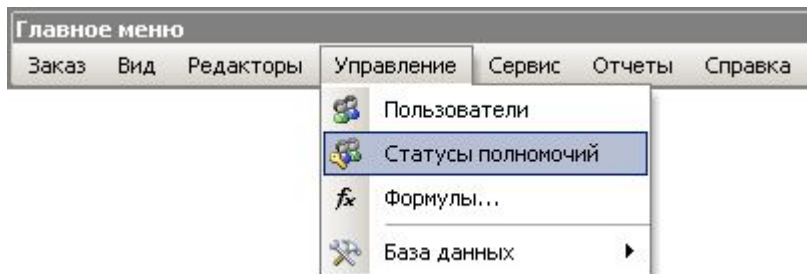 Главное меню
Заказ Вид Редакторы Управление Сервис Отчеты Справка
Пользователи
Статусы полномочий
fx Формулы...
База данных